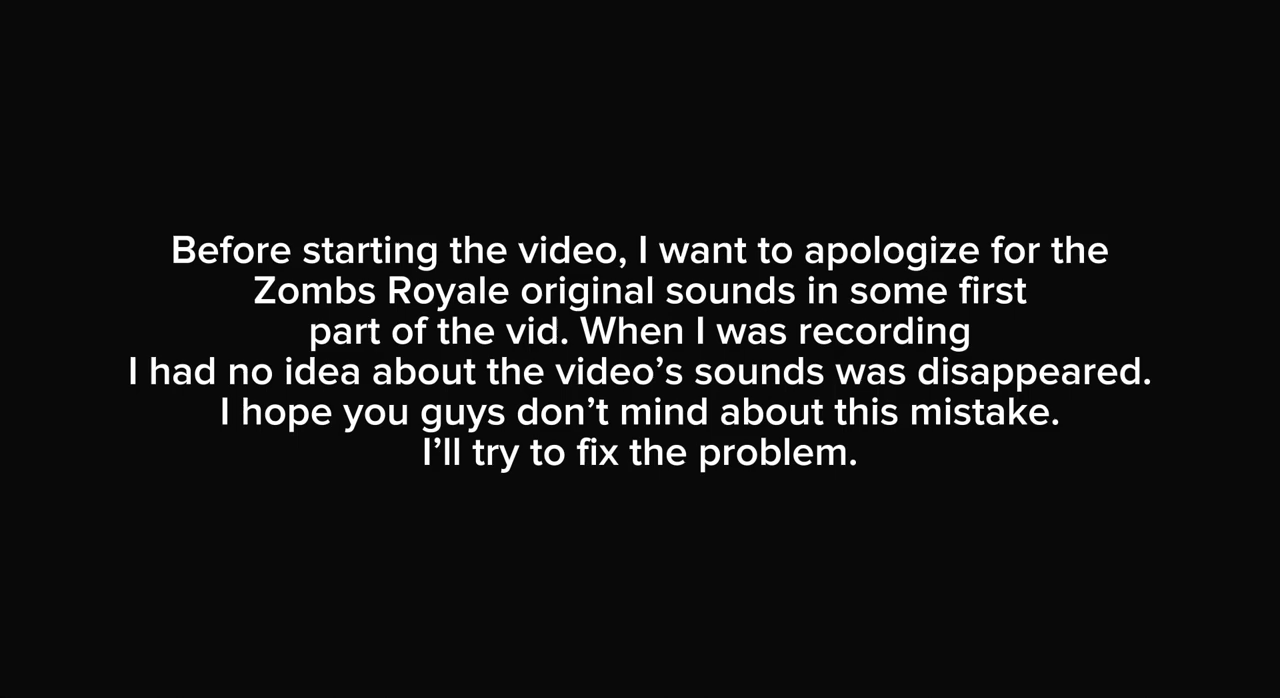 Before starting the video, I want to apologize for the
Zombs Royale original sounds in some first
part of the vid. When I was recording
I had no idea about the video’s sounds was disappeared.
I hope you guys don’t mind about this mistake.
I’ll try to fix the problem.